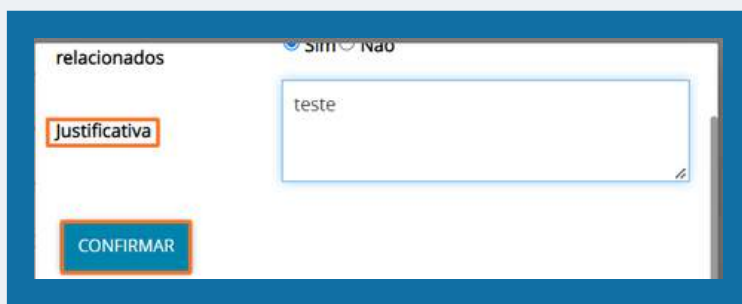 relacionados
Sim Não
Justificativa
teste
CONFIRMAR